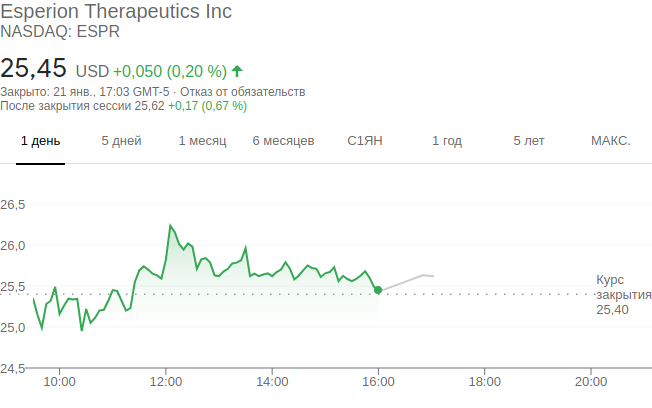 Esperion Therapeutics Inc
NASDAQ: ESPR
25,45 USD +0,050 (0,20 %)
Закрыто: 21 янв., 17:03 GMT-5 · Отказ от обязательств
После закрытия сессии 25,62 +0,17 (0,67 %)
1 день 5 дней 1 месяц 6 месяцев С1ЯН 1 год 5 лет МАКС.
26,5
26,0
25,5
25,0
24,5
Курс
закрытия
25,40
10:00 12:00 14:00 16:00 18:00 20:00